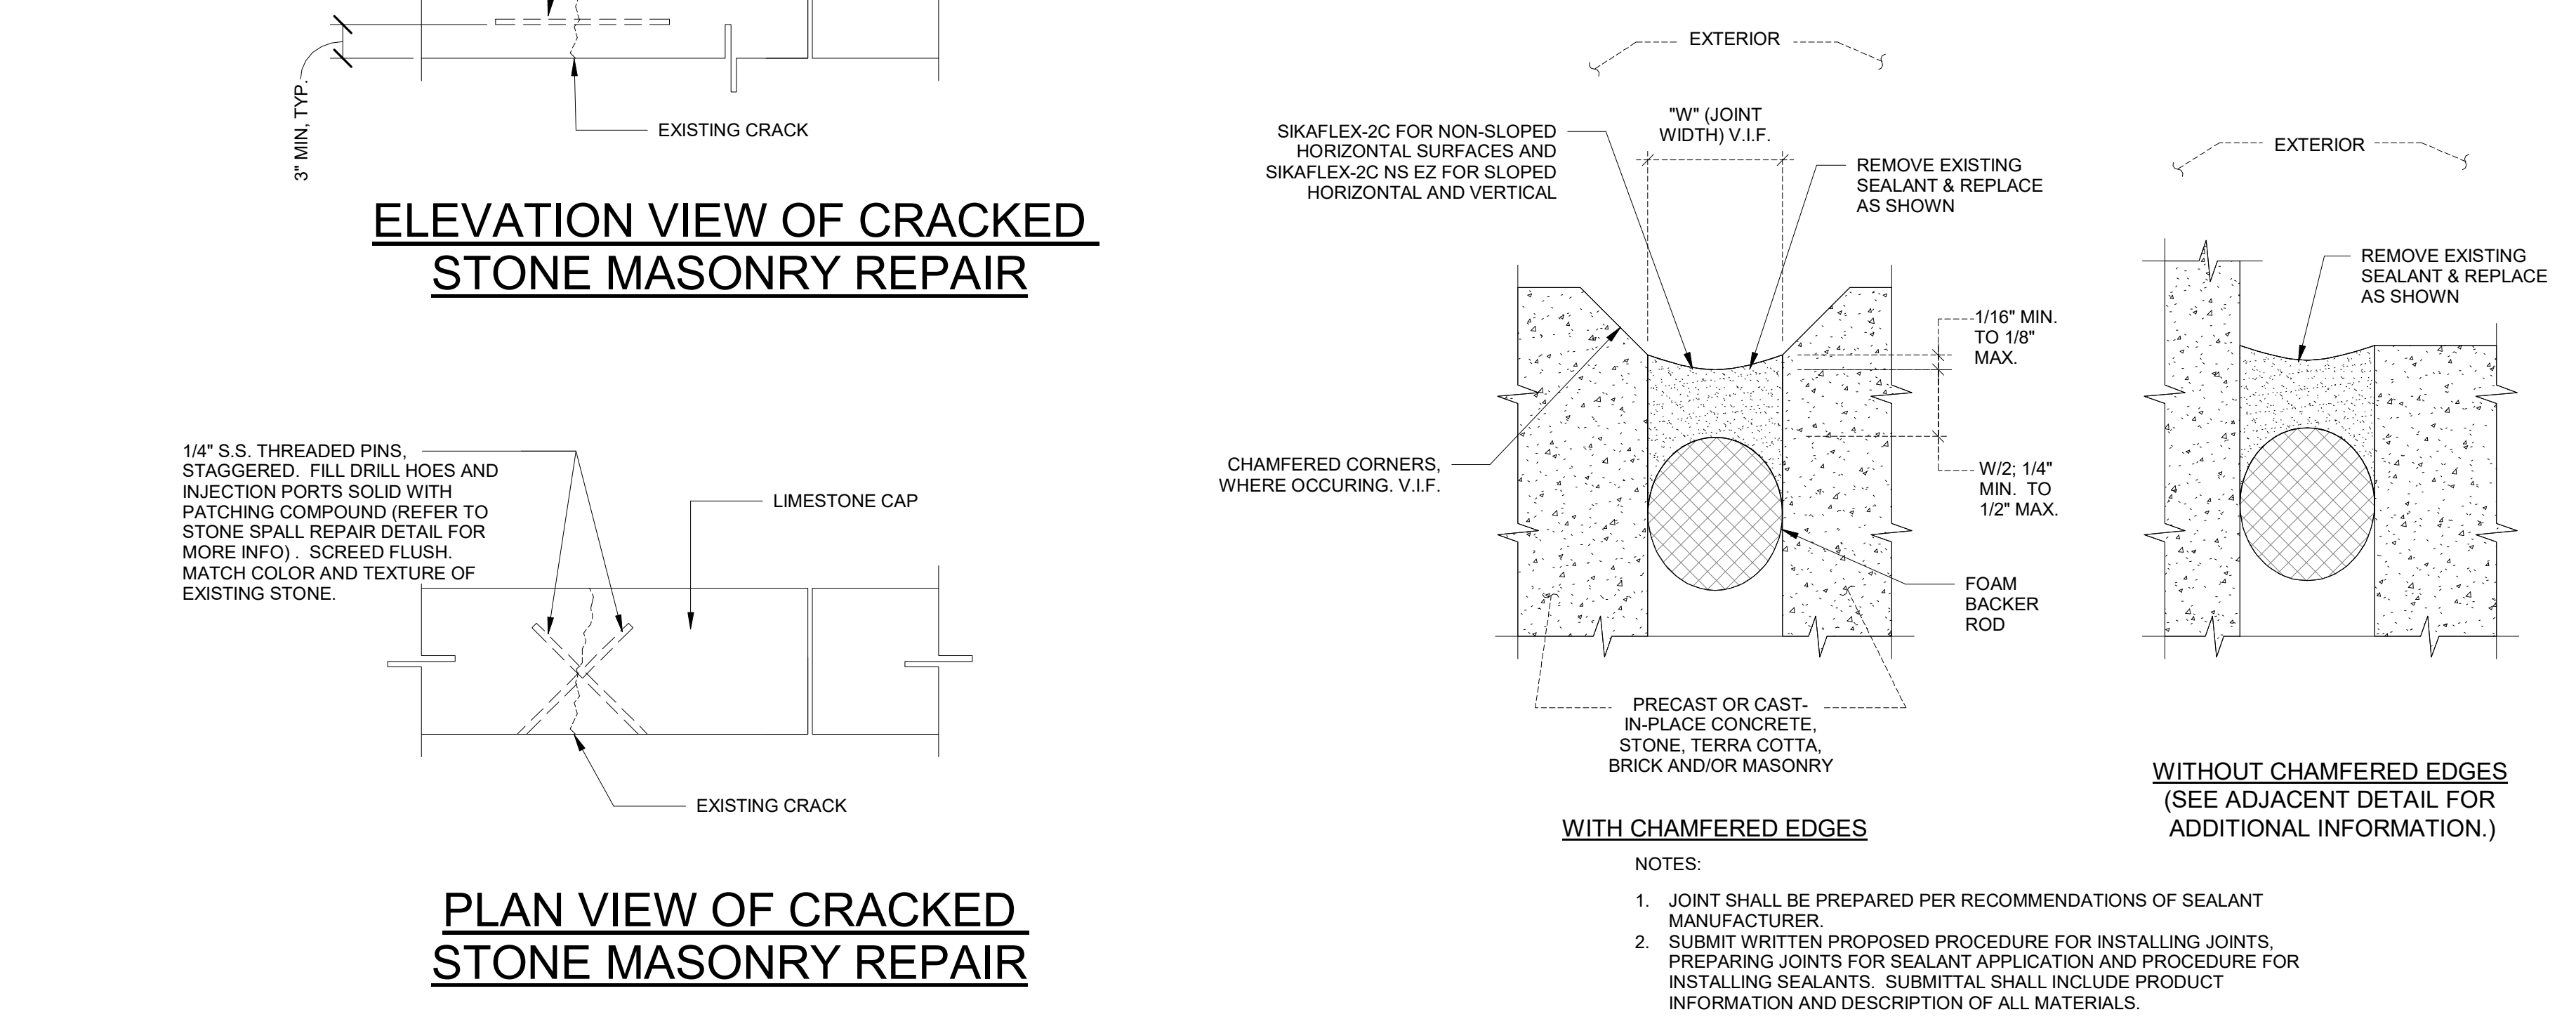 3" MIN, TYP.
EXISTING CRACK
ELEVATION VIEW OF CRACKED
STONE MASONRY REPAIR
1/4" S.S. THREADED PINS,
STAGGERED. FILL DRILL HOES AND
INJECTION PORTS SOLID WITH
PATCHING COMPOUND (REFER TO
STONE SPALL REPAIR DETAIL FOR
MORE INFO) . SCREED FLUSH.
MATCH COLOR AND TEXTURE OF
EXISTING STONE.
LIMESTONE CAP
EXISTING CRACK
PLAN VIEW OF CRACKED
STONE MASONRY REPAIR
EXTERIOR
SIKAFLEX-2C FOR NON-SLOPED
HORIZONTAL SURFACES AND
SIKAFLEX-2C NS EZ FOR SLOPED
HORIZONTAL AND VERTICAL
"W" (JOINT
WIDTH) V.I.F.
REMOVE EXISTING
SEALANT & REPLACE
AS SHOWN
1/16" MIN.
TO 1/8"
MAX.
CHAMFERED CORNERS,
WHERE OCCURING. V.I.F.
W/2; 1/4"
MIN. TO
1/2" MAX.
FOAM
BACKER
ROD
PRECAST OR CAST-
IN-PLACE CONCRETE,
STONE, TERRA COTTA,
BRICK AND/OR MASONRY
WITH CHAMFERED EDGES
EXTERIOR
REMOVE EXISTING
SEALANT & REPLACE
AS SHOWN
WITHOUT CHAMFERED EDGES
(SEE ADJACENT DETAIL FOR
ADDITIONAL INFORMATION.)
NOTES:
1. JOINT SHALL BE PREPARED PER RECOMMENDATIONS OF SEALANT
MANUFACTURER.
2. SUBMIT WRITTEN PROPOSED PROCEDURE FOR INSTALLING JOINTS,
PREPARING JOINTS FOR SEALANT APPLICATION AND PROCEDURE FOR
INSTALLING SEALANTS. SUBMITTAL SHALL INCLUDE PRODUCT
INFORMATION AND DESCRIPTION OF ALL MATERIALS.